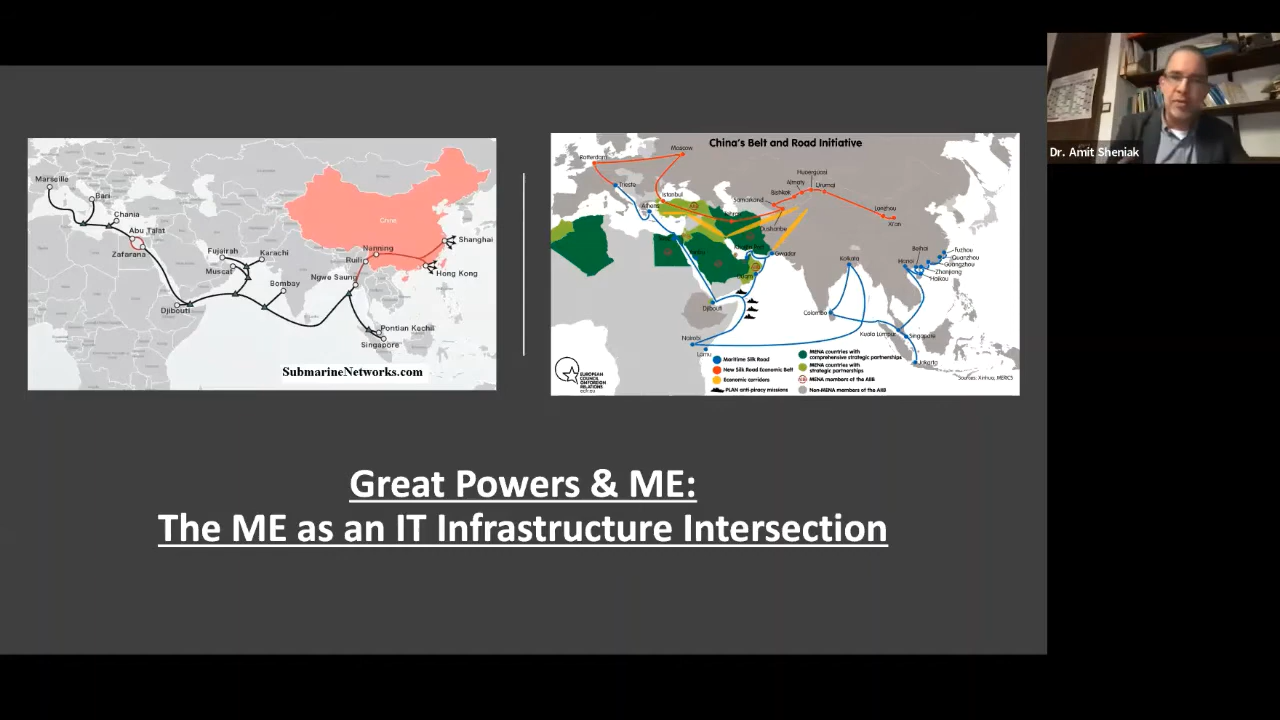 Marseille
Bari
Chania
Abu Talat
Zafarana
Fujairah
Karachi
Muscat
Bombay
Djibouti
China
Nanning
Ruili
Ngwe Saung
Shanghai
Hong Kong
Pontian Kechil
Singapore
SubmarineNetworks.com
China's Belt and Road Initiative
Rotterdam
Moscow
Trieste
Istanbul
Athens
Huoerguosi
Almaty
Urumqi
Bishkek
Samarkand
Dushanbe
Lanzhou
Xi'an
Gwadar
Djibouti
Nairobi
Lamu
Kolkata
Colombo
Beihai
Hanoi
Fuzhou
Quanzhou
Guangzhou
Zhanjiang
Haikou
Kuala Lumpur
Singapore
Jakarta
Maritime Silk Road
New Silk Road Economic Belt
Economic corridors
PLAN anti-piracy missions
MENA countries with
comprehensive strategic partnerships
MENA countries with
strategic partnerships
MENA members of the AIIB
Non-MENA members of the AIIB
EUROPEAN
COUNCIL
ON FOREIGN
RELATIONS
ecfr.eu
Sources: Xinhua, MERICS
Great Powers & ME:
The ME as an IT Infrastructure Intersection
Dr. Amit Sheniak